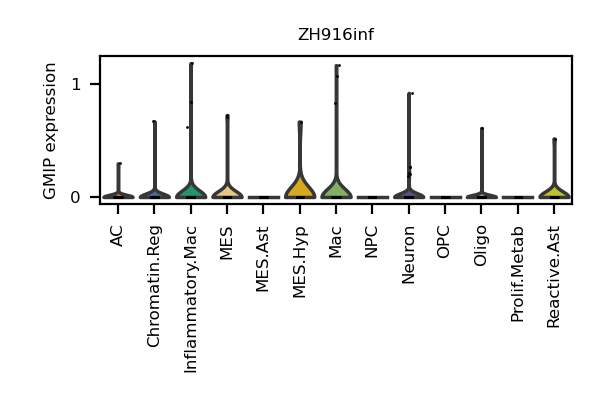 ZH916inf
GMIP expression
1
0
AC
Chromatin.Reg
Inflammatory.Mac
MES
MES.Ast
MES.Hyp
Mac
NPC
Neuron
OPC
Oligo
Prolif.Metab
Reactive.Ast